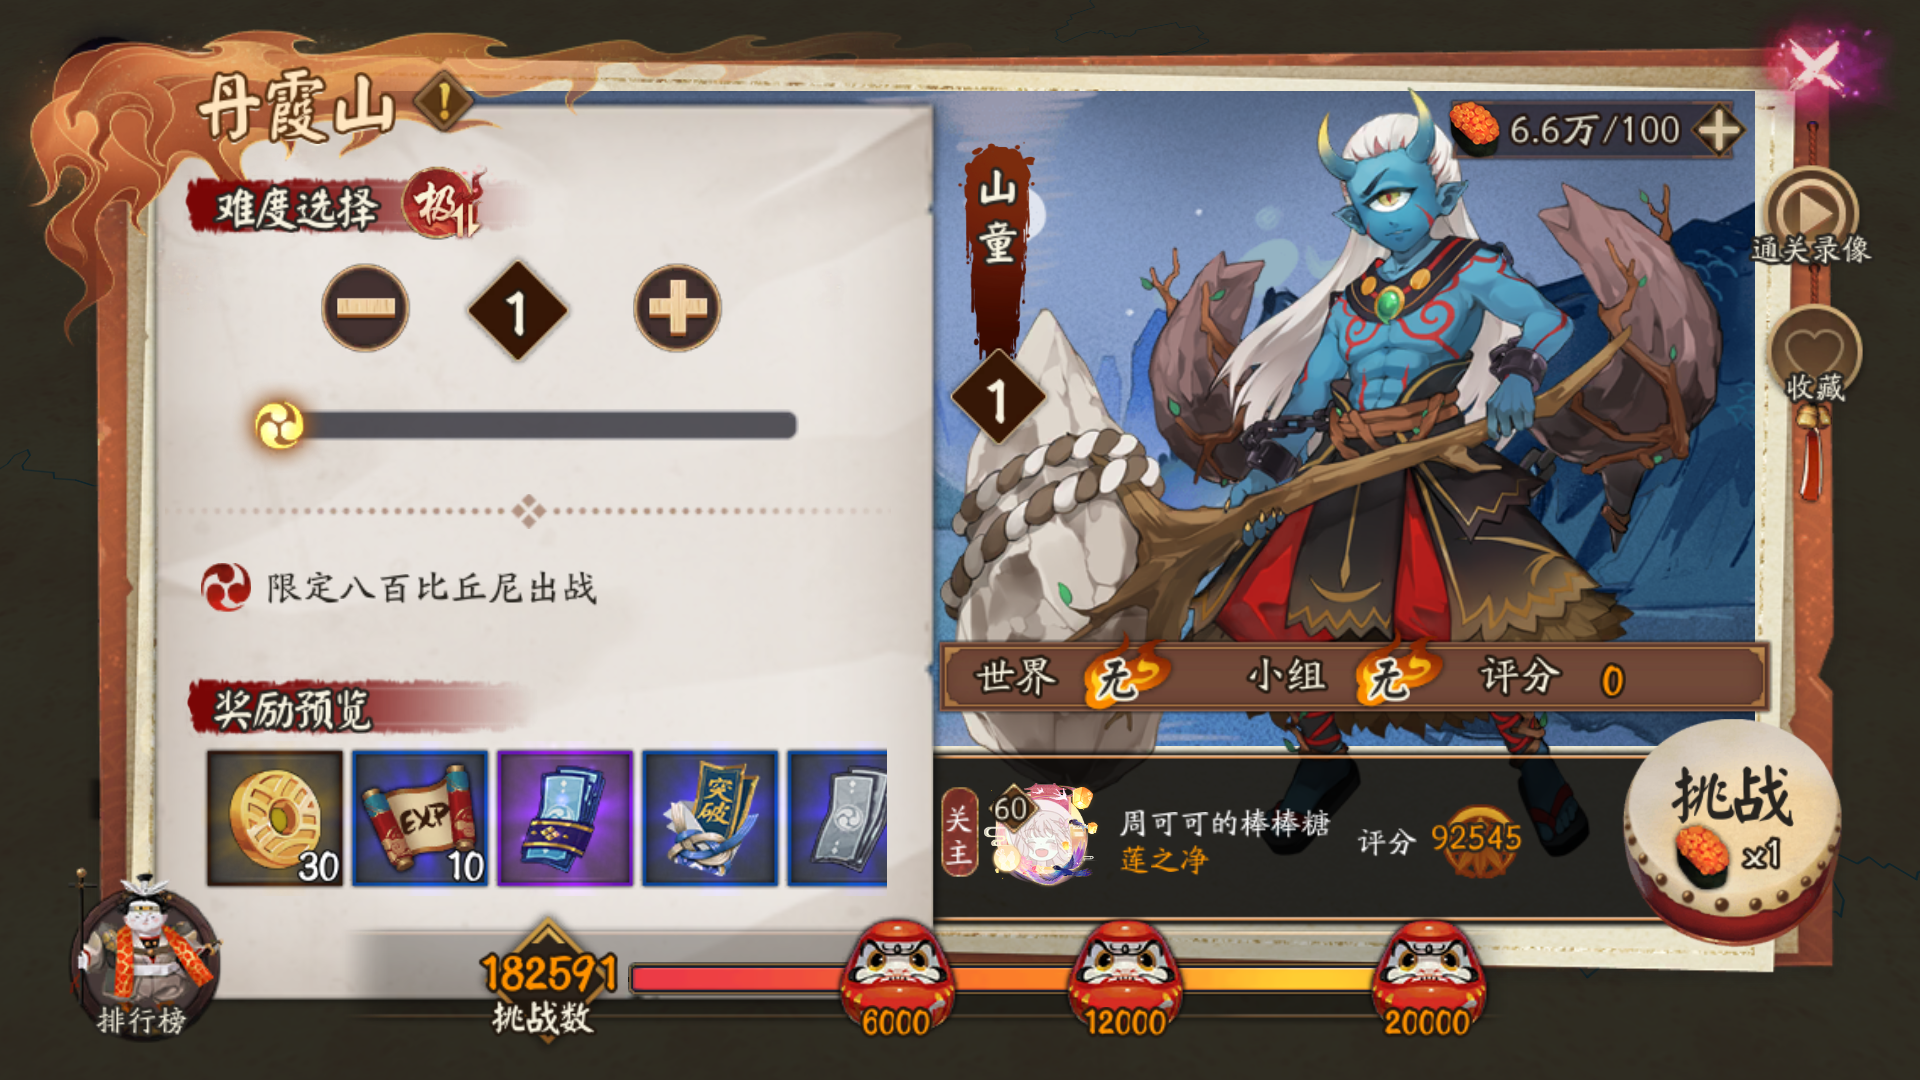 丹霞山
!
6.6万/100
难度选择
极
1
山童
1
通关录像
收藏
限定八百比丘尼出战
世界 无 小组 无 评分 0
奖励预览
30
EXP
10
突破
关主
60
周可可的棒棒糖
莲之净
评分 92545
挑战
x1
182591
挑战数
6000
12000
20000
排行榜